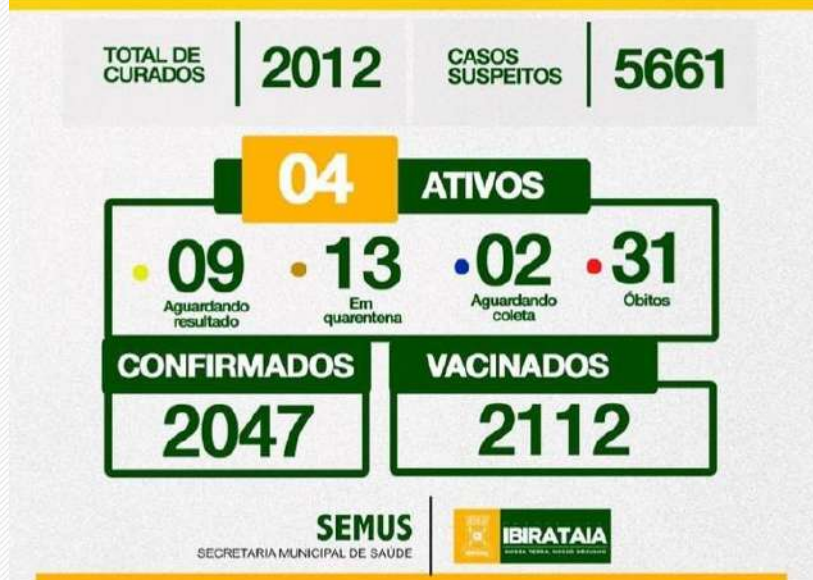 TOTAL DE
CURADOS
2012
CASOS
SUSPEITOS
5661
04
ATIVOS
09
Aguardando
resultado
13
Em
quarentena
02
Aguardando
coleta
31
Óbitos
CONFIRMADOS
2047
VACINADOS
2112
SEMUS
SECRETARIA MUNICIPAL DE SAÚDE
IBIRATAIA